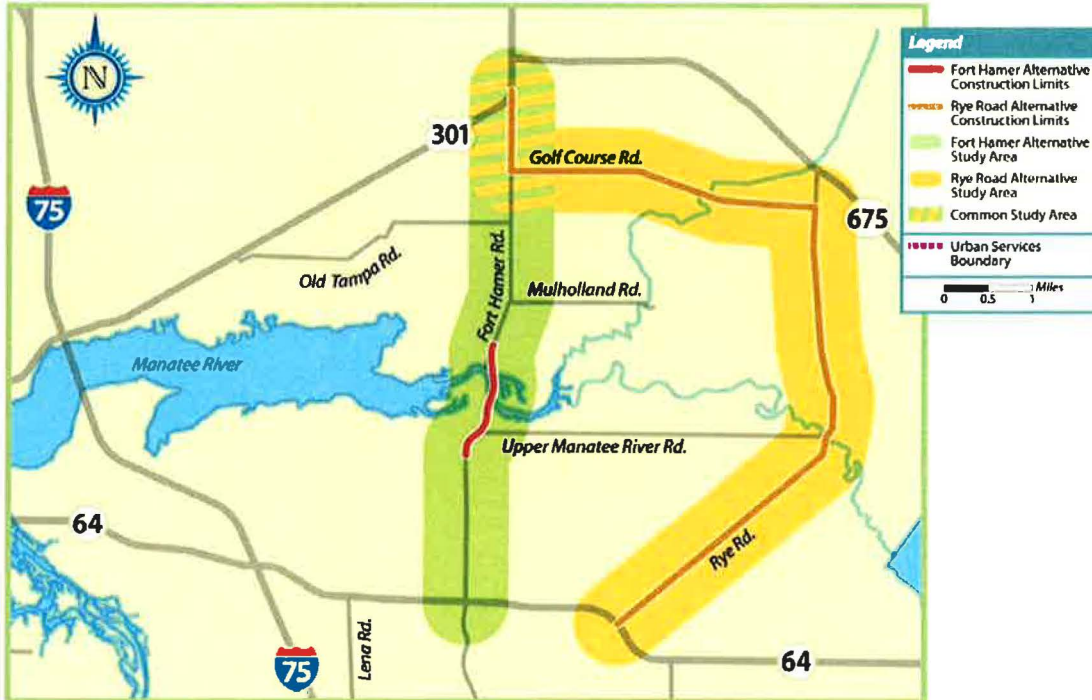 N
301
Golf Course Rd.
75
675
Old Tampa Rd.
Fort Hamer Rd.
Mulholland Rd.
Manatee River
Upper Manatee River Rd.
64
Rye Rd.
Lena Rd.
75
64
Legend
Fort Hamer Alternative
Construction Limits
Rye Road Alternative
Construction Limits
Fort Hamer Alternative
Study Area
Rye Road Alternative
Study Area
Common Study Area
Urban Services
Boundary
0 0.5 1 Miles